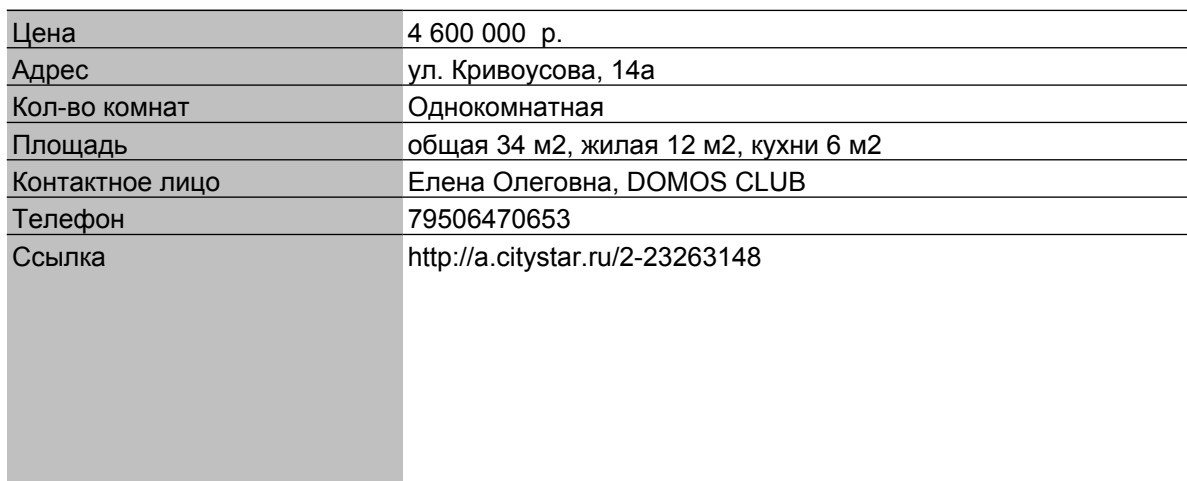 Цена 4 600 000 р.
Адрес ул. Кривоусова, 14а
Кол-во комнат Однокомнатная
Площадь общая 34 м2, жилая 12 м2, кухни 6 м2
Контактное лицо Елена Олеговна, DOMOS CLUB
Телефон 79506470653
Ссылка http://a.citystar.ru/2-23263148